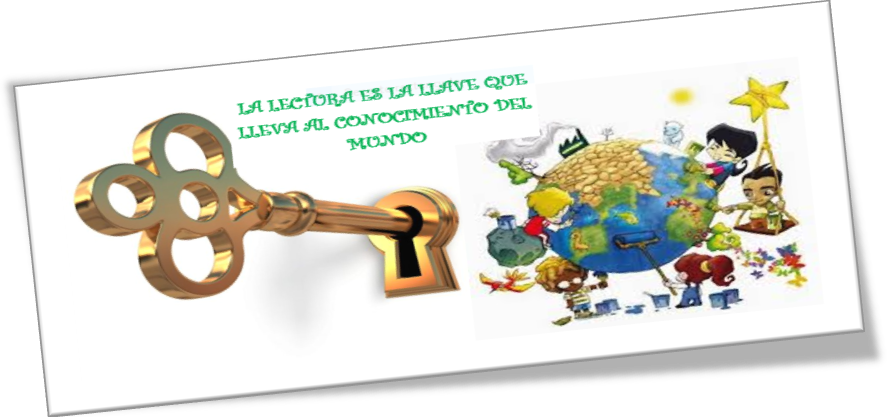 LA LECTURA ES LA LLAVE QUE
LLEVA AL CONOCIMIENTO DEL
MUNDO